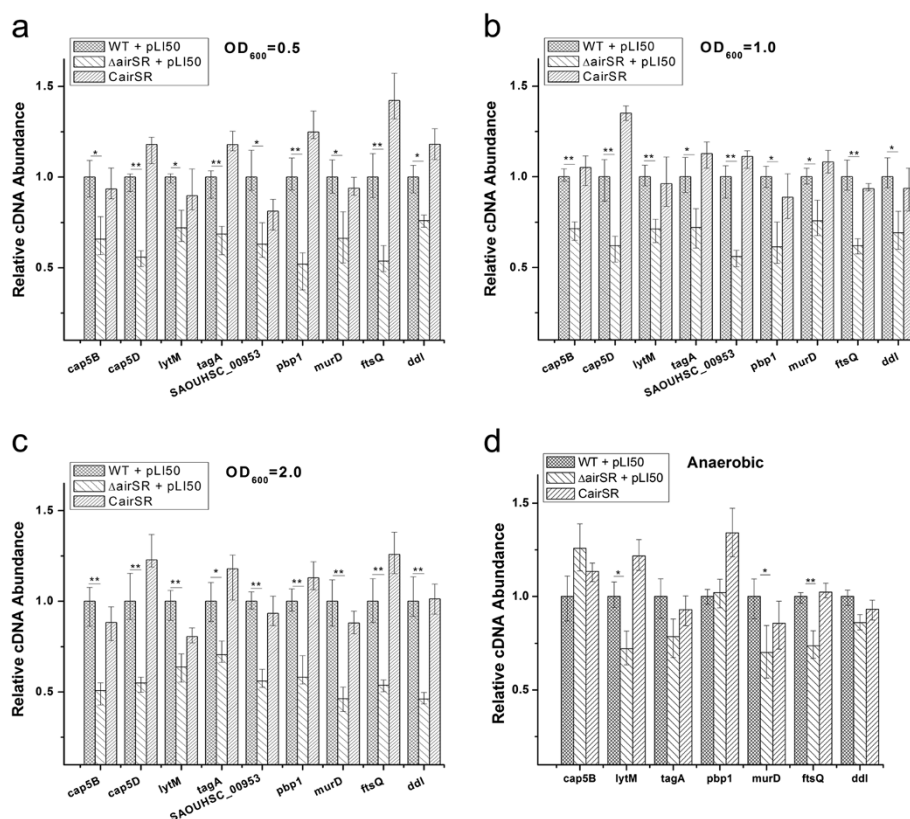 a
WT + pLI50
ΔairSR + pLI50
CairSR
OD600=0.5
Relative cDNA Abundance
1.5
1.0
0.5
* ** * ** * ** * ** *
cap5B cap5D lytM tagA SAOUHSC_00953 pbp1 murD ftsQ ddl
b
WT + pLI50
ΔairSR + pLI50
CairSR
OD600=1.0
Relative cDNA Abundance
1.5
1.0
0.5
** ** ** * ** * * ** *
cap5B cap5D lytM tagA SAOUHSC_00953 pbp1 murD ftsQ ddl
c
WT + pLI50
ΔairSR + pLI50
CairSR
OD600=2.0
Relative cDNA Abundance
1.5
1.0
0.5
** ** ** * ** ** ** ** **
cap5B cap5D lytM tagA SAOUHSC_00953 pbp1 murD ftsQ ddl
d
WT + pLI50
ΔairSR + pLI50
CairSR
Anaerobic
Relative cDNA Abundance
1.5
1.0
0.5
* * **
cap5B lytM tagA pbp1 murD ftsQ ddl